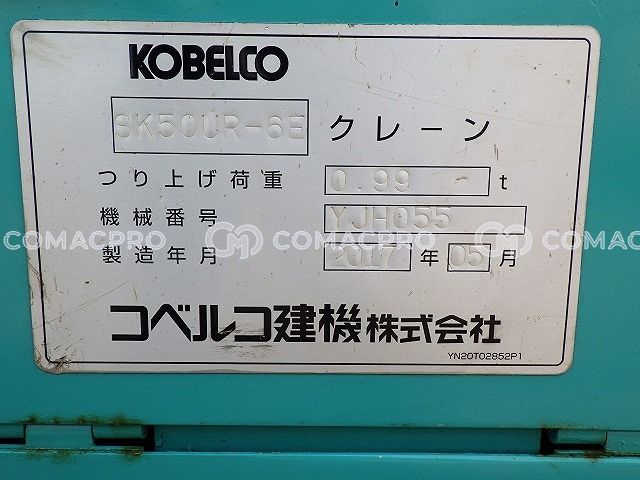 KOBELCO
SK50UR-6E クレーン
つり上げ荷重 0.99 t
機械番号 YJH055
COMACPRO COMACPRO COMACPRO
製造年月 2017 年 05 月
コベルコ建機株式会社
YN20T02852P1